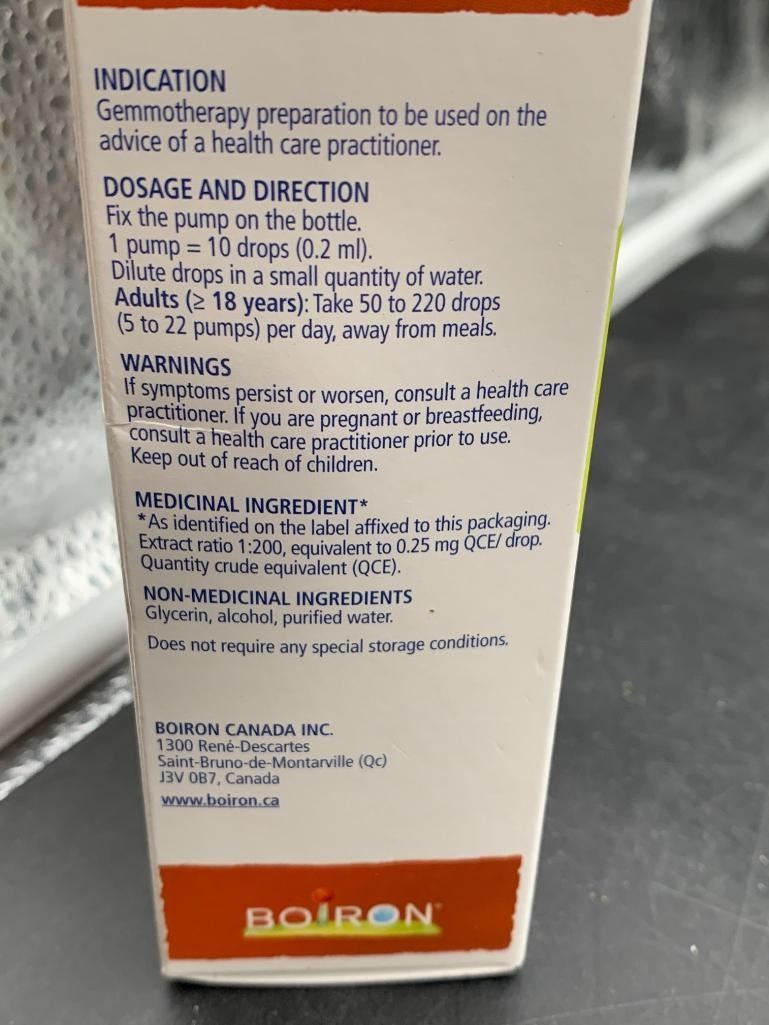 INDICATION
Gemmotherapy preparation to be used on the
advice of a health care practitioner.
DOSAGE AND DIRECTION
Fix the pump on the bottle.
1 pump = 10 drops (0.2 ml).
Dilute drops in a small quantity of water.
Adults (≥ 18 years): Take 50 to 220 drops
(5 to 22 pumps) per day, away from meals.
WARNINGS
If symptoms persist or worsen, consult a health care
practitioner. If you are pregnant or breastfeeding,
consult a health care practitioner prior to use.
Keep out of reach of children.
MEDICINAL INGREDIENT*
*As identified on the label affixed to this packaging.
Extract ratio 1:200, equivalent to 0.25 mg QCE/ drop.
Quantity crude equivalent (QCE).
NON-MEDICINAL INGREDIENTS
Glycerin, alcohol, purified water.
Does not require any special storage conditions.
BOIRON CANADA INC.
1300 René-Descartes
Saint-Bruno-de-Montarville (Qc)
J3V 0B7, Canada
www.boiron.ca
BOIRON